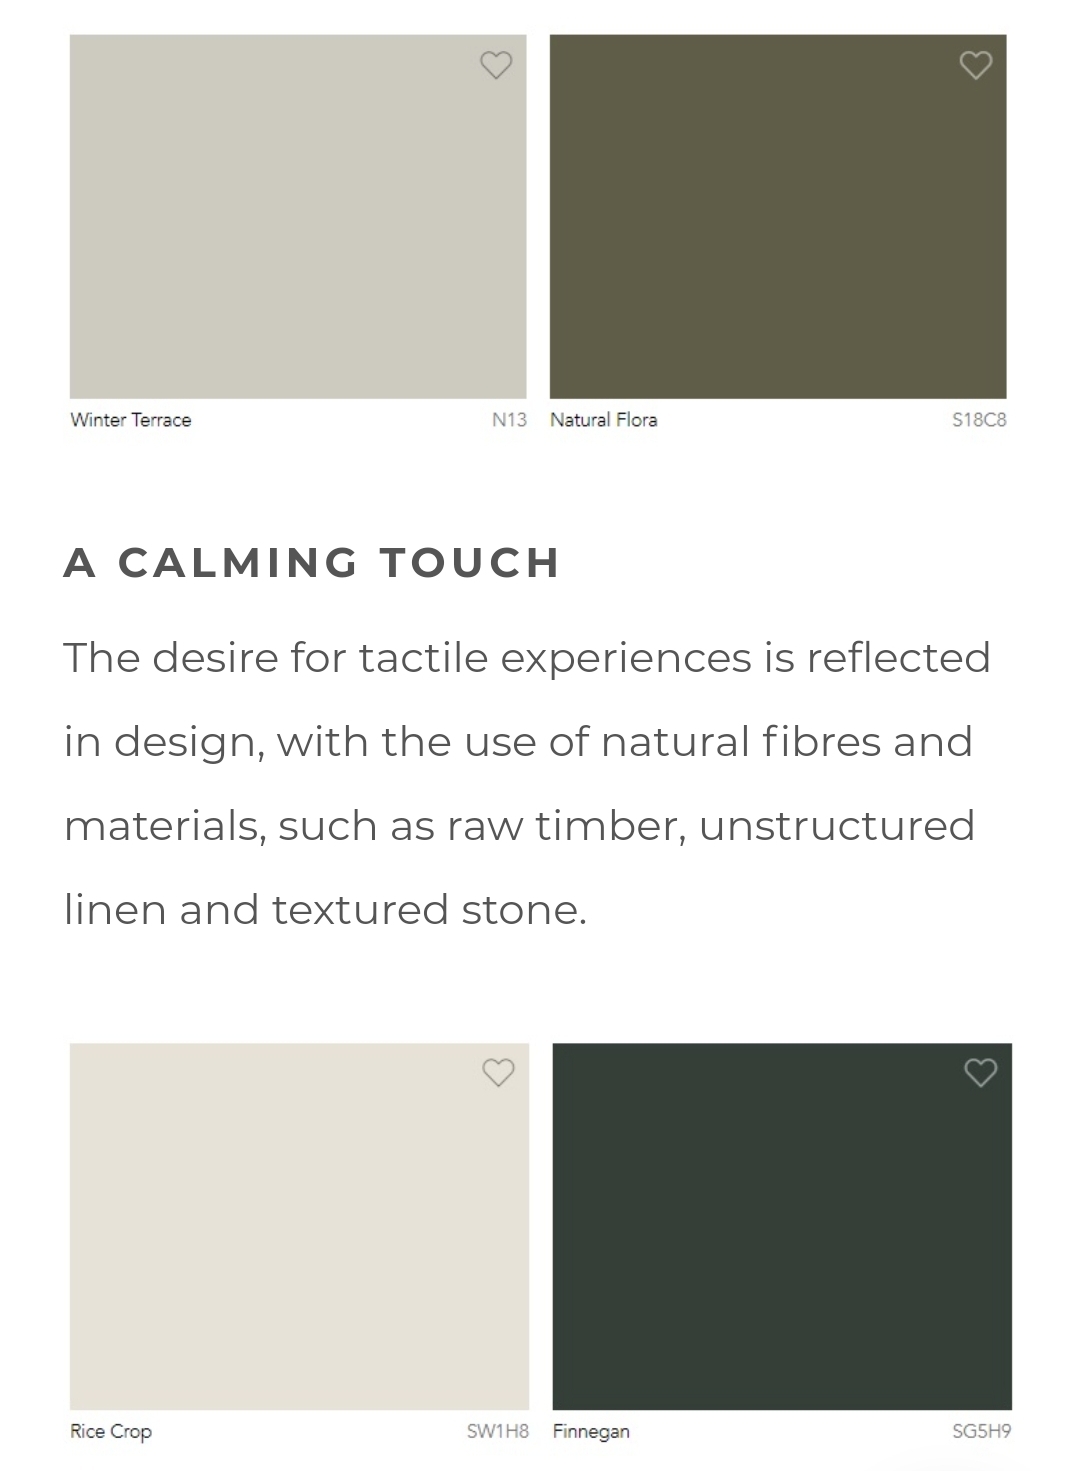 Winter Terrace N13 Natural Flora S18C8
A CALMING TOUCH
The desire for tactile experiences is reflected
in design, with the use of natural fibres and
materials, such as raw timber, unstructured
linen and textured stone.
Rice Crop SW1H8 Finnegan SG5H9